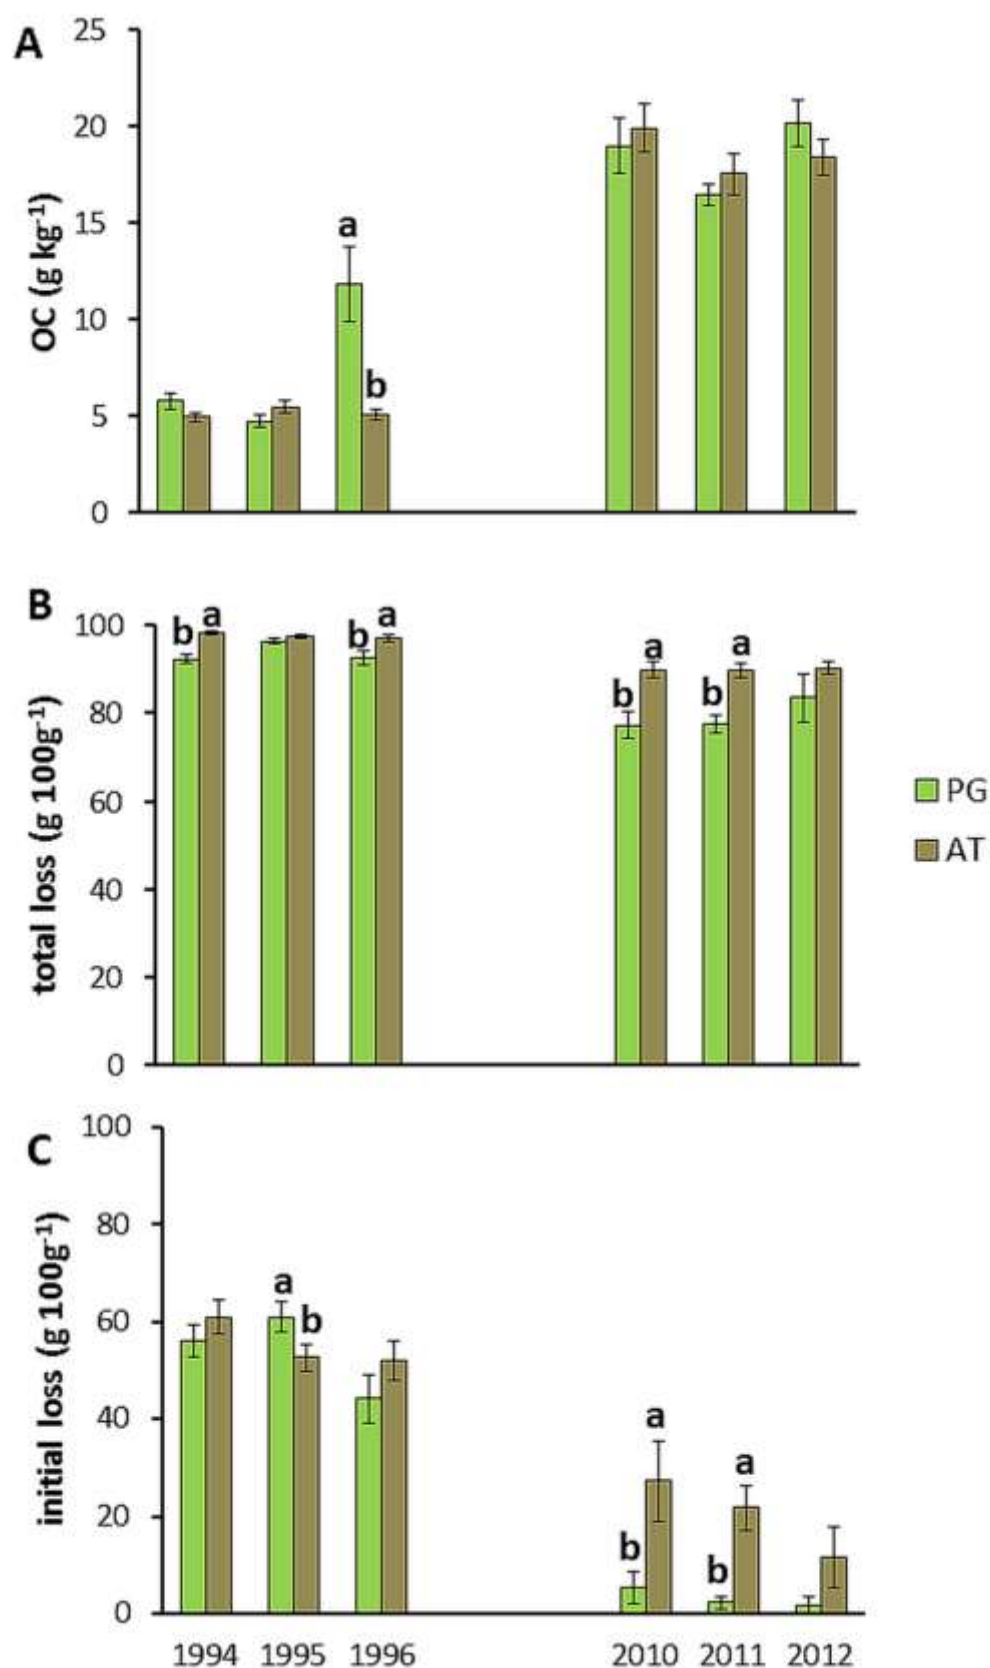 A
25
20
15
10
5
0
OC (g kg⁻¹)
a
b
B
100
80
60
40
20
0
total loss (g 100g⁻¹)
b a
b a
b a
b a
PG
AT
C
100
80
60
40
20
0
initial loss (g 100g⁻¹)
a
b
a
b
a
b
1994 1995 1996 2010 2011 2012